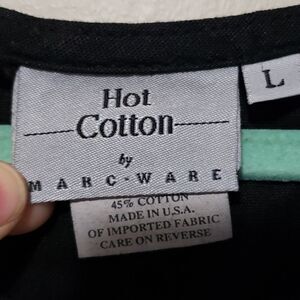 Hot
Cotton
by
MARC-WARE
L
45% COTTON
MADE IN U.S.A.
OF IMPORTED FABRIC
CARE ON REVERSE